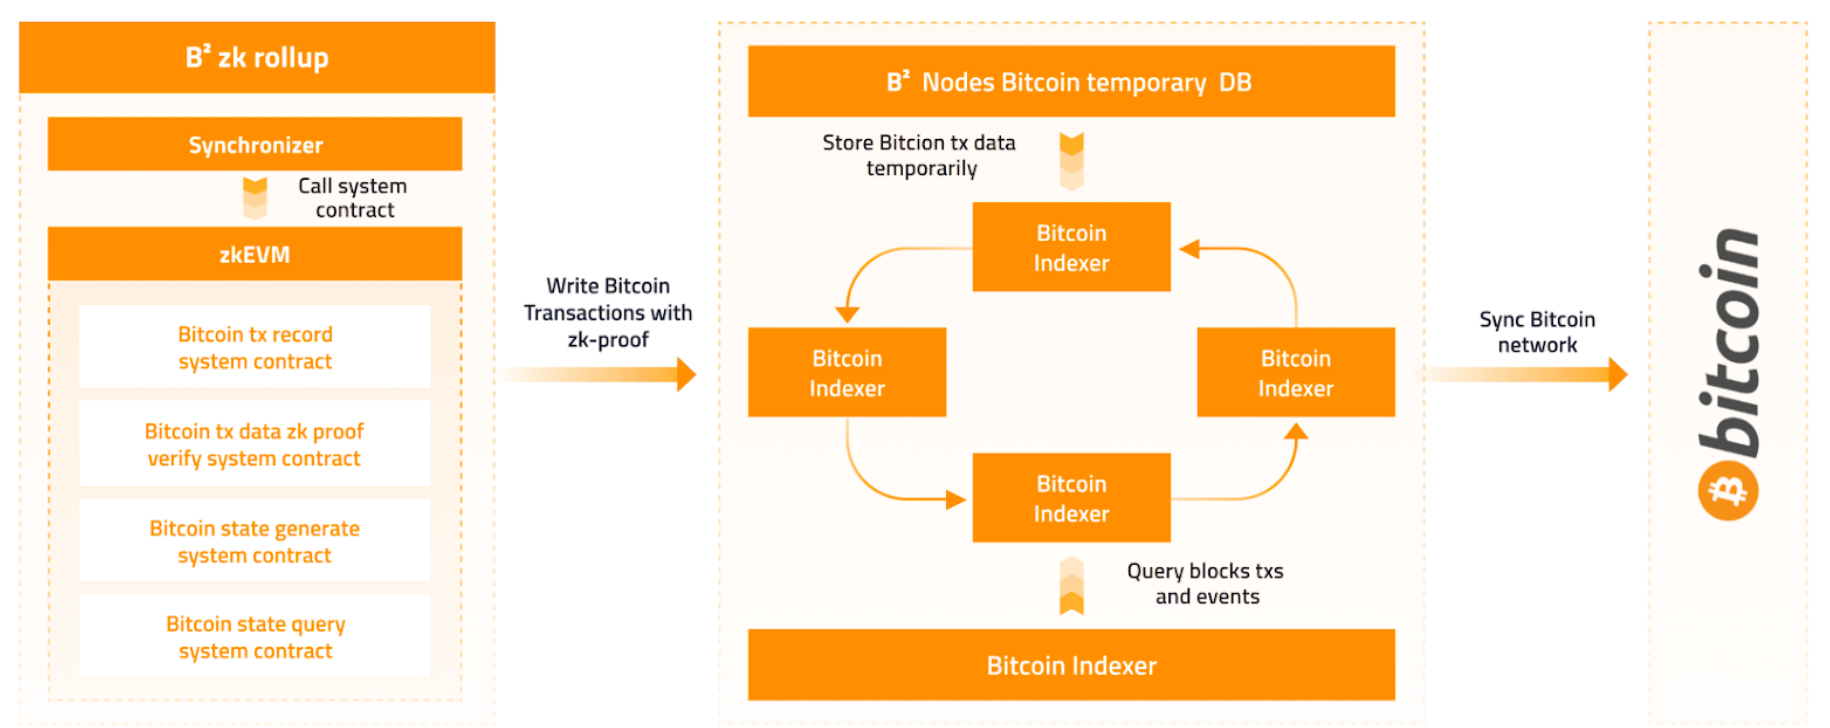 B² zk rollup
Synchronizer
Call system
contract
zkEVM
Bitcoin tx record
system contract
Bitcoin tx data zk proof
verify system contract
Bitcoin state generate
system contract
Bitcoin state query
system contract
Write Bitcoin
Transactions with
zk-proof
B² Nodes Bitcoin temporary DB
Store Bitcion tx data
temporarily
Bitcoin
Indexer
Bitcoin
Indexer
Bitcoin
Indexer
Bitcoin
Indexer
Query blocks txs
and events
Bitcoin Indexer
Sync Bitcoin
network
bitcoin